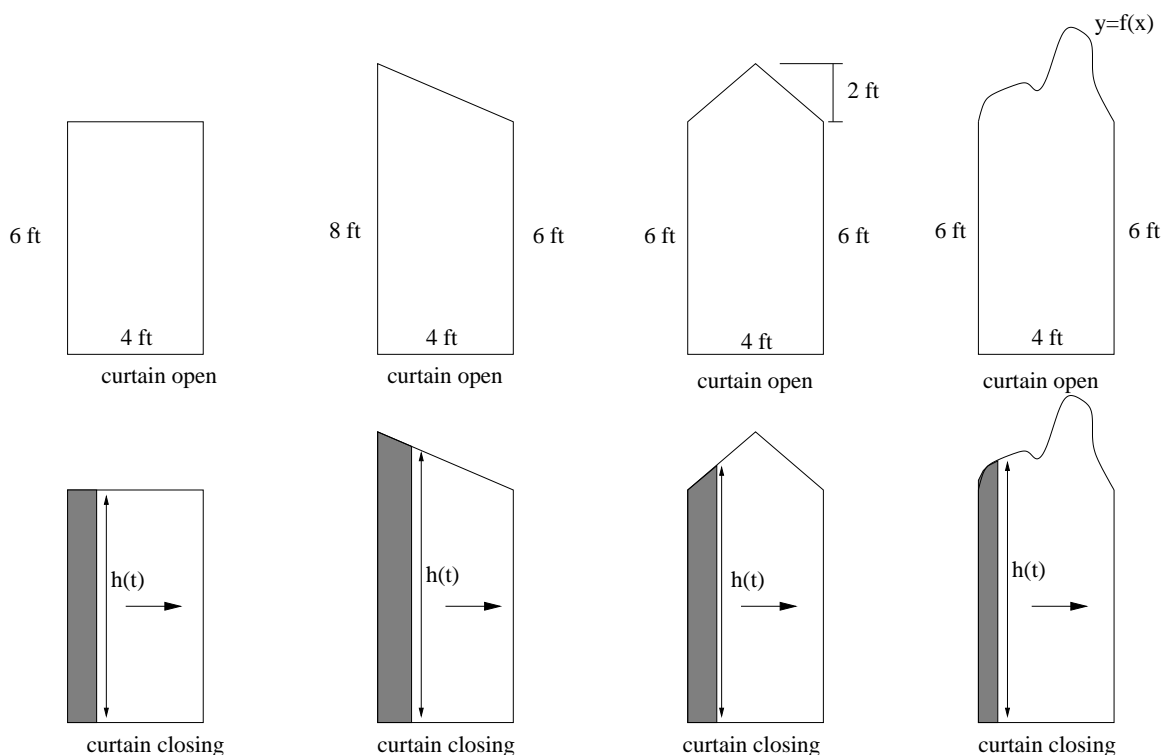 y=f(x)
2 ft
6 ft
8 ft
6 ft
6 ft
6 ft
6 ft
6 ft
4 ft
4 ft
4 ft
4 ft
curtain open
curtain open
curtain open
curtain open
h(t)
h(t)
h(t)
h(t)
curtain closing
curtain closing
curtain closing
curtain closing